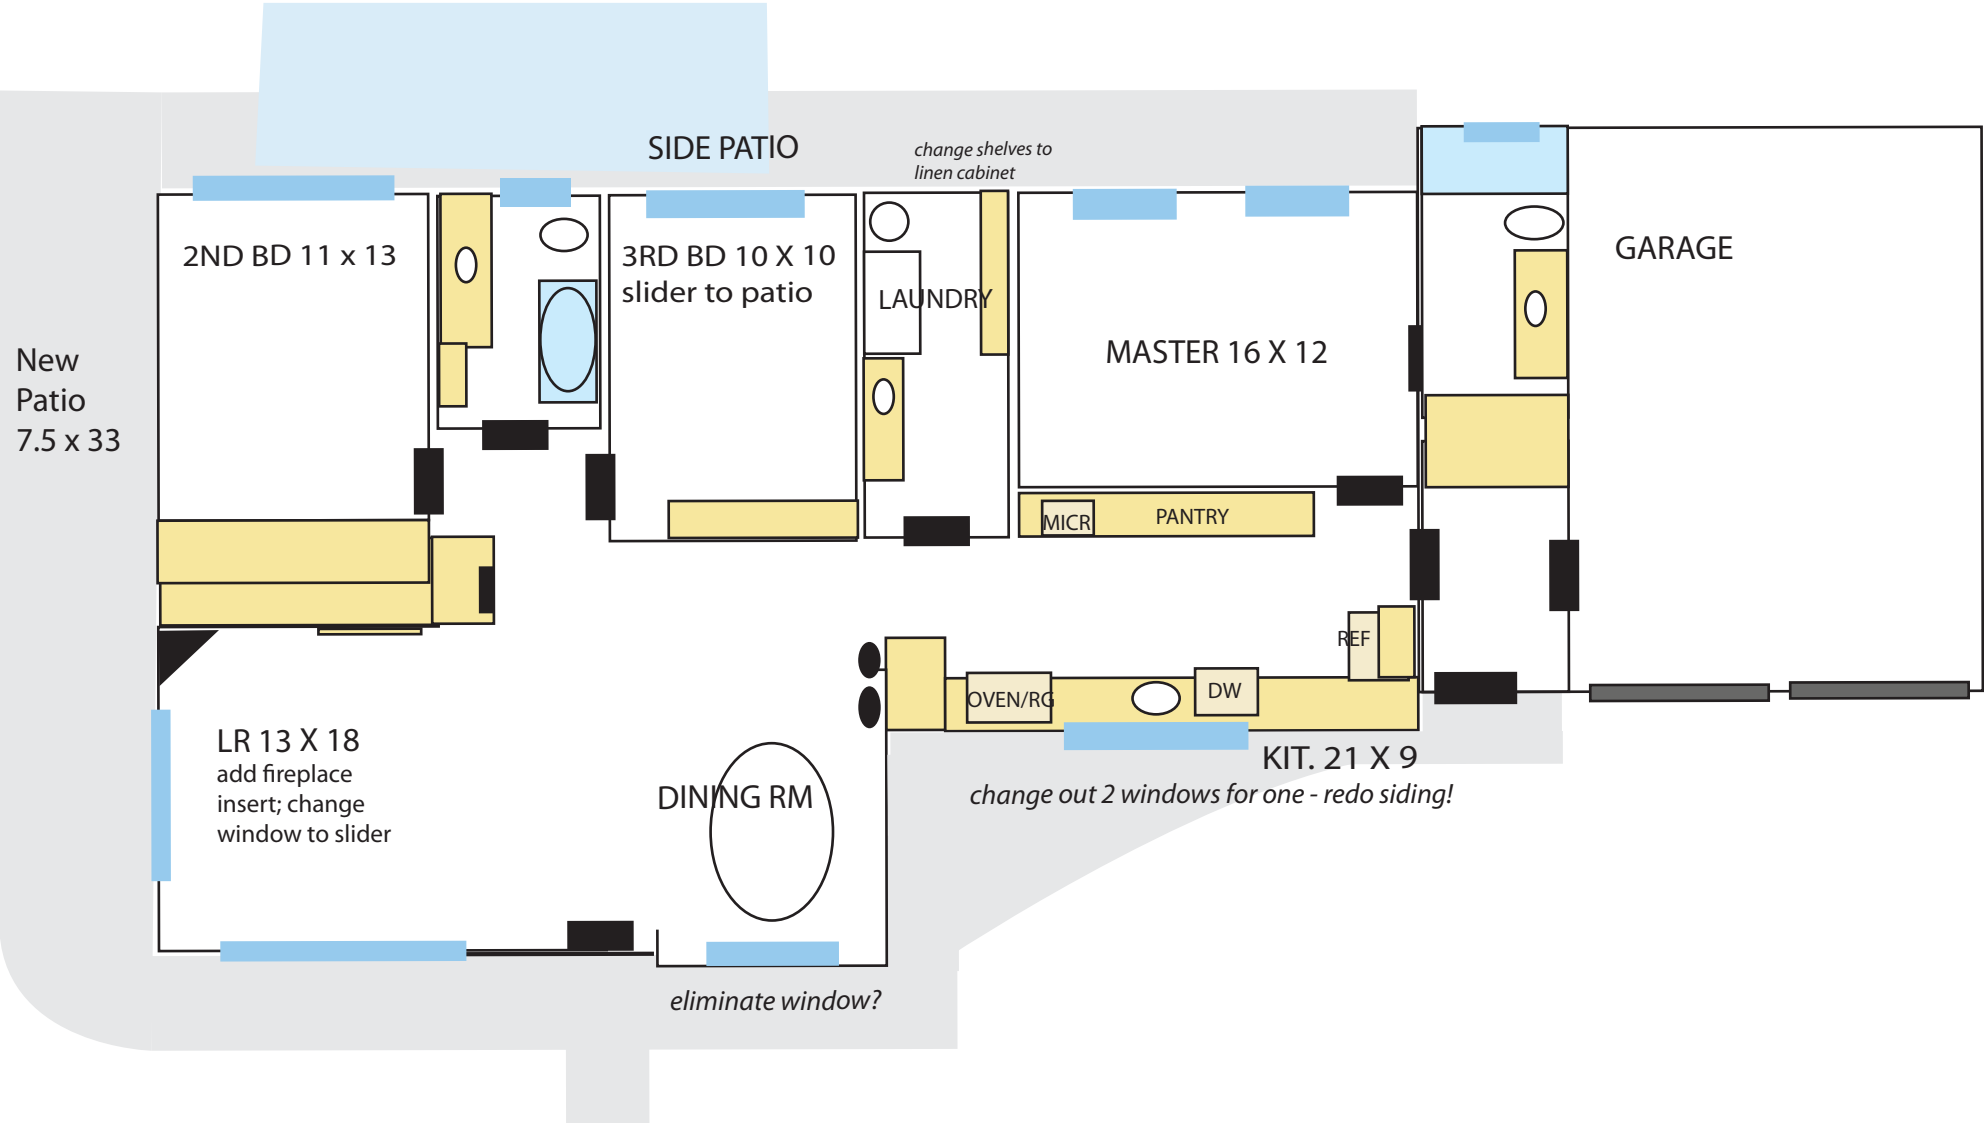 SIDE PATIO
change shelves to
linen cabinet
2ND BD 11 x 13
3RD BD 10 X 10
slider to patio
LAUNDRY
MASTER 16 X 12
GARAGE
New
Patio
7.5 x 33
MICR
PANTRY
REF
OVEN/RG
DW
LR 13 X 18
add fireplace
insert; change
window to slider
DINING RM
KIT. 21 X 9
change out 2 windows for one - redo siding!
eliminate window?